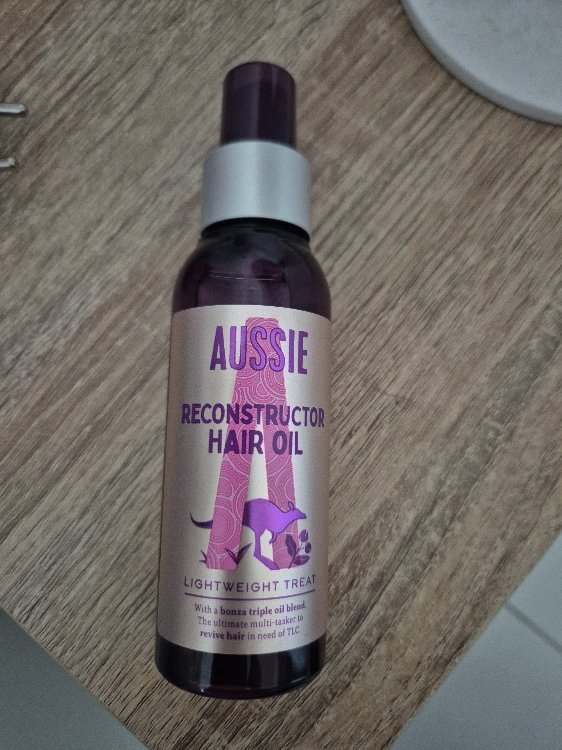 AUSSIE
RECONSTRUCTOR
HAIR OIL
LIGHTWEIGHT TREAT
With a bonza triple oil blend.
The ultimate multi-tasker to
revive hair in need of TLC.